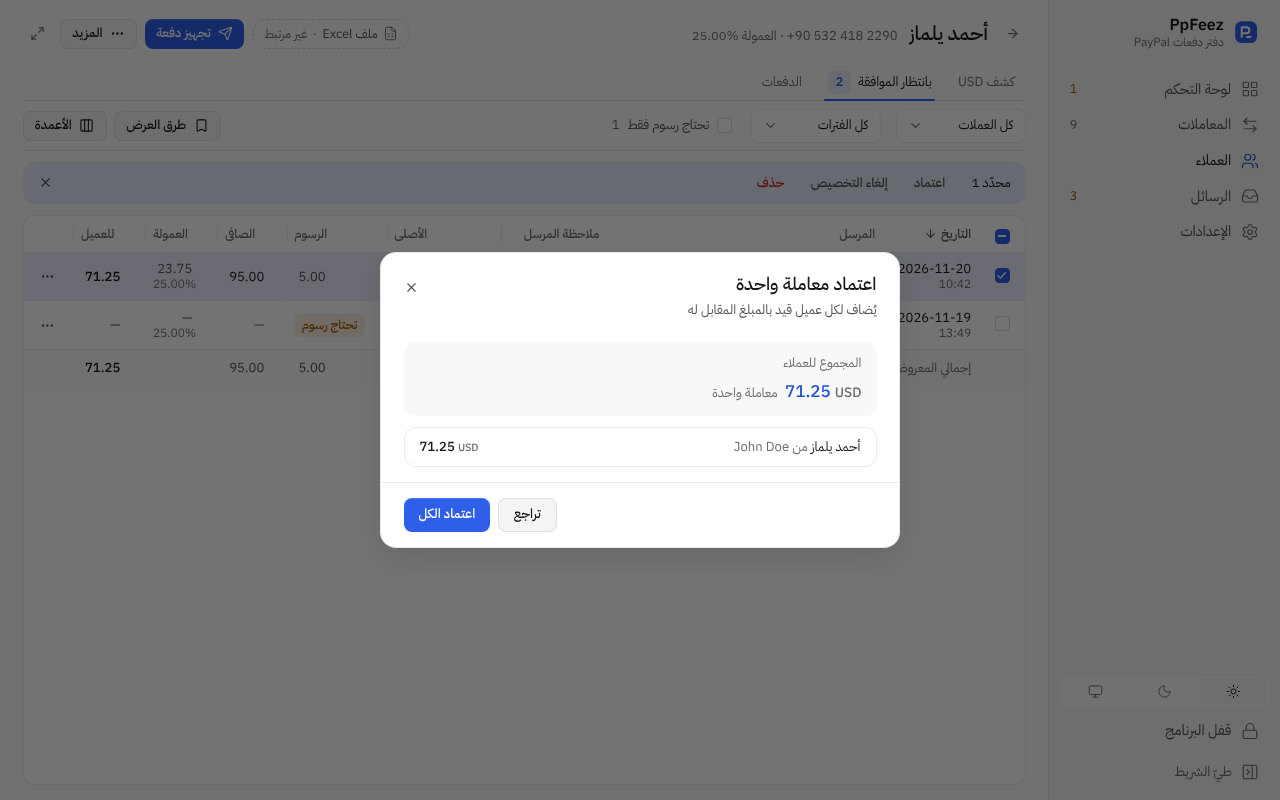 PpFeez
دفتر دفعات PayPal
لوحة التحكم 1
المعاملات 9
العملاء
الرسائل 3
الإعدادات
قفل البرنامج
طيّ الشريط
أحمد يلماز +90 532 418 2290 · العمولة 25.00%
ملف Excel · غير مرتبط
تجهيز دفعة
المزيد
كشف USD
بانتظار الموافقة 2
الدفعات
كل العملات
كل الفترات
تحتاج رسوم فقط 1
طرق العرض
الأعمدة
محدّد 1
اعتماد
إلغاء التخصيص
حذف
التاريخ
المرسل
ملاحظة المرسل
الأصلي
الرسوم
الصافي
العمولة
للعميل
2026-11-20
10:42
5.00
95.00
23.75
25.00%
71.25
2026-11-19
13:49
تحتاج رسوم
—
—
25.00%
—
إجمالي المعروض
5.00
95.00
71.25
اعتماد معاملة واحدة
يُضاف لكل عميل قيد بالمبلغ المقابل له
المجموع للعملاء
71.25 USD معاملة واحدة
أحمد يلماز من John Doe
71.25 USD
تراجع
اعتماد الكل